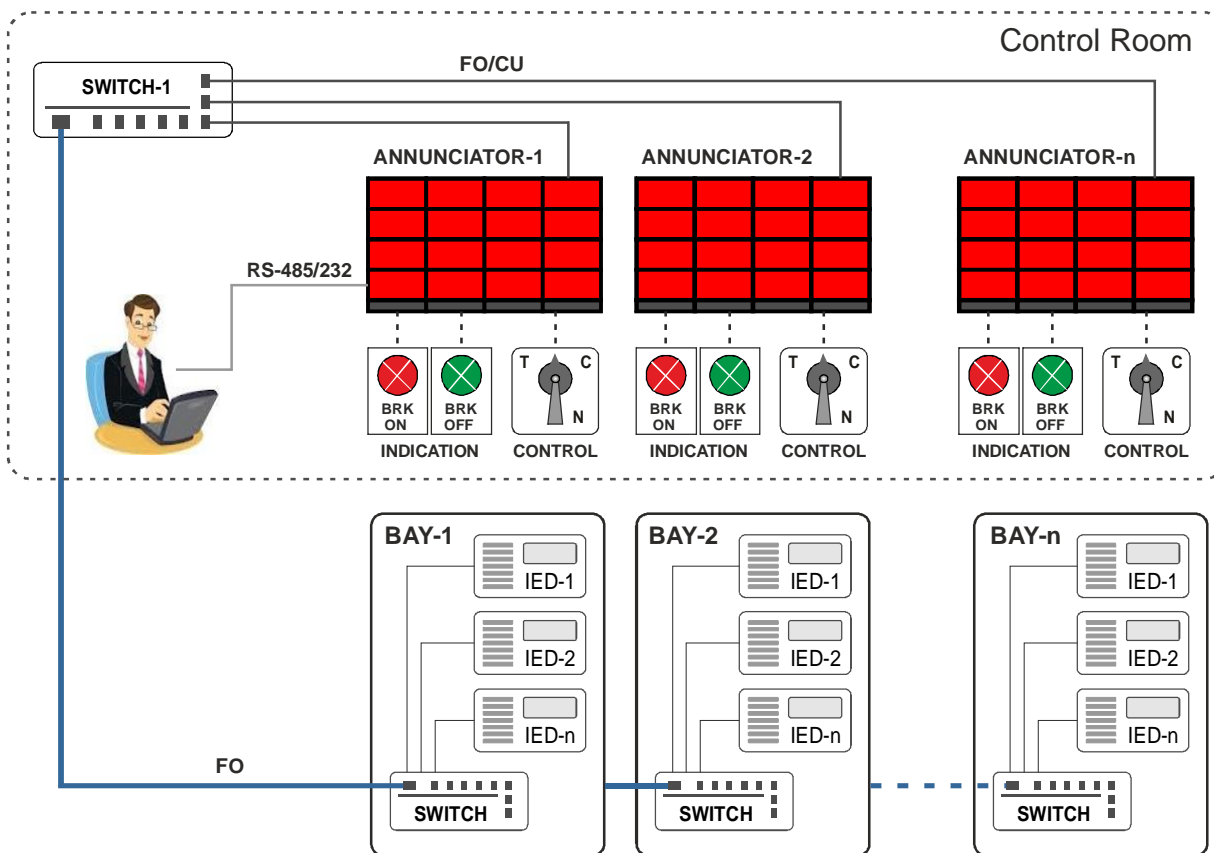 Control Room
FO/CU
SWITCH-1
ANNUNCIATOR-1
ANNUNCIATOR-2
ANNUNCIATOR-n
RS-485/232
BRK
ON
BRK
OFF
T
C
N
INDICATION
CONTROL
BRK
ON
BRK
OFF
T
C
N
INDICATION
CONTROL
BRK
ON
BRK
OFF
T
C
N
INDICATION
CONTROL
BAY-1
IED-1
IED-2
IED-n
SWITCH
BAY-2
IED-1
IED-2
IED-n
SWITCH
BAY-n
IED-1
IED-2
IED-n
SWITCH
FO